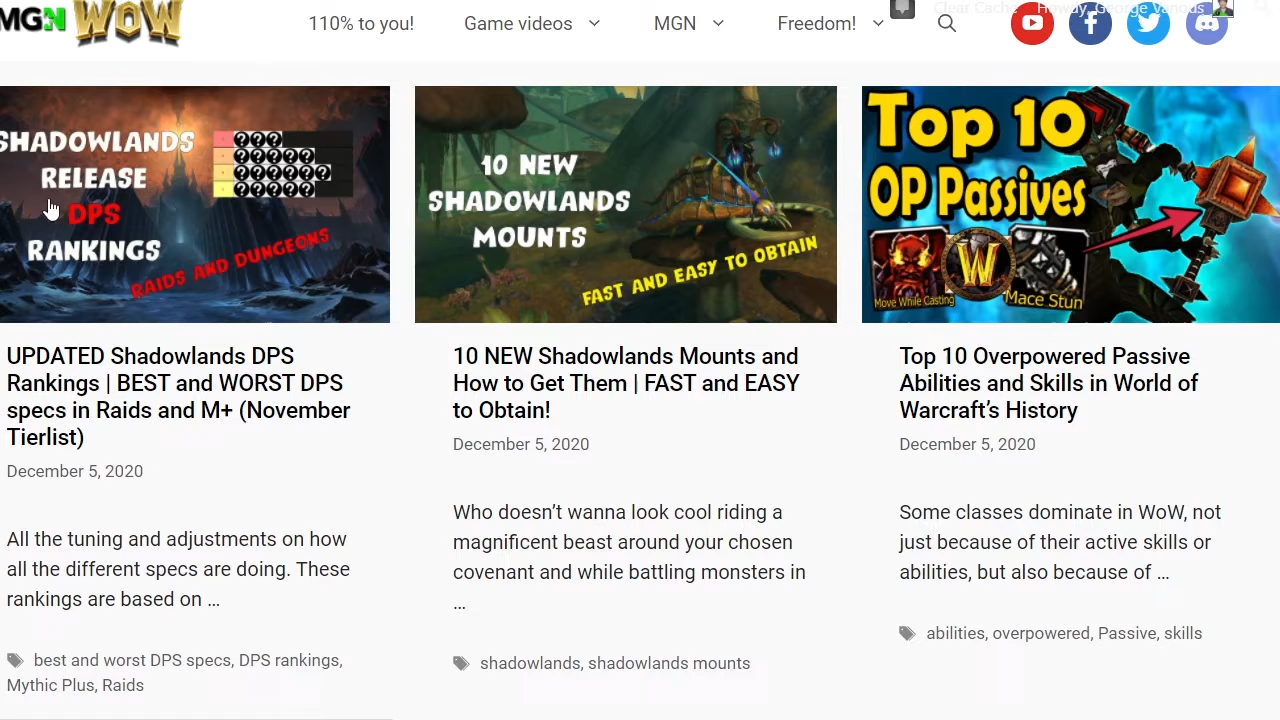 MGN WOW
110% to you!
Game videos
MGN
Freedom!
Clear Cache
Howdy, George Vanous
SHADOWLANDS
RELEASE
DPS
RANKINGS
RAIDS AND DUNGEONS
10 NEW
SHADOWLANDS
MOUNTS
FAST AND EASY TO OBTAIN
Top 10
OP Passives
Move While Casting
W
Mace Stun
UPDATED Shadowlands DPS
Rankings | BEST and WORST DPS
specs in Raids and M+ (November
Tierlist)
December 5, 2020
All the tuning and adjustments on how
all the different specs are doing. These
rankings are based on …
best and worst DPS specs, DPS rankings,
Mythic Plus, Raids
10 NEW Shadowlands Mounts and
How to Get Them | FAST and EASY
to Obtain!
December 5, 2020
Who doesn’t wanna look cool riding a
magnificent beast around your chosen
covenant and while battling monsters in
…
shadowlands, shadowlands mounts
Top 10 Overpowered Passive
Abilities and Skills in World of
Warcraft’s History
December 5, 2020
Some classes dominate in WoW, not
just because of their active skills or
abilities, but also because of …
abilities, overpowered, Passive, skills